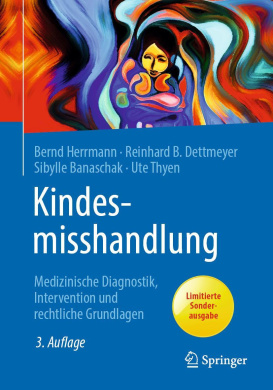 Bernd Herrmann · Reinhard B. Dettmeyer
Sibylle Banaschak · Ute Thyen
Kindes-
misshandlung
Medizinische Diagnostik,
Intervention und
rechtliche Grundlagen
Limitierte
Sonder-
ausgabe
3. Auflage
Springer